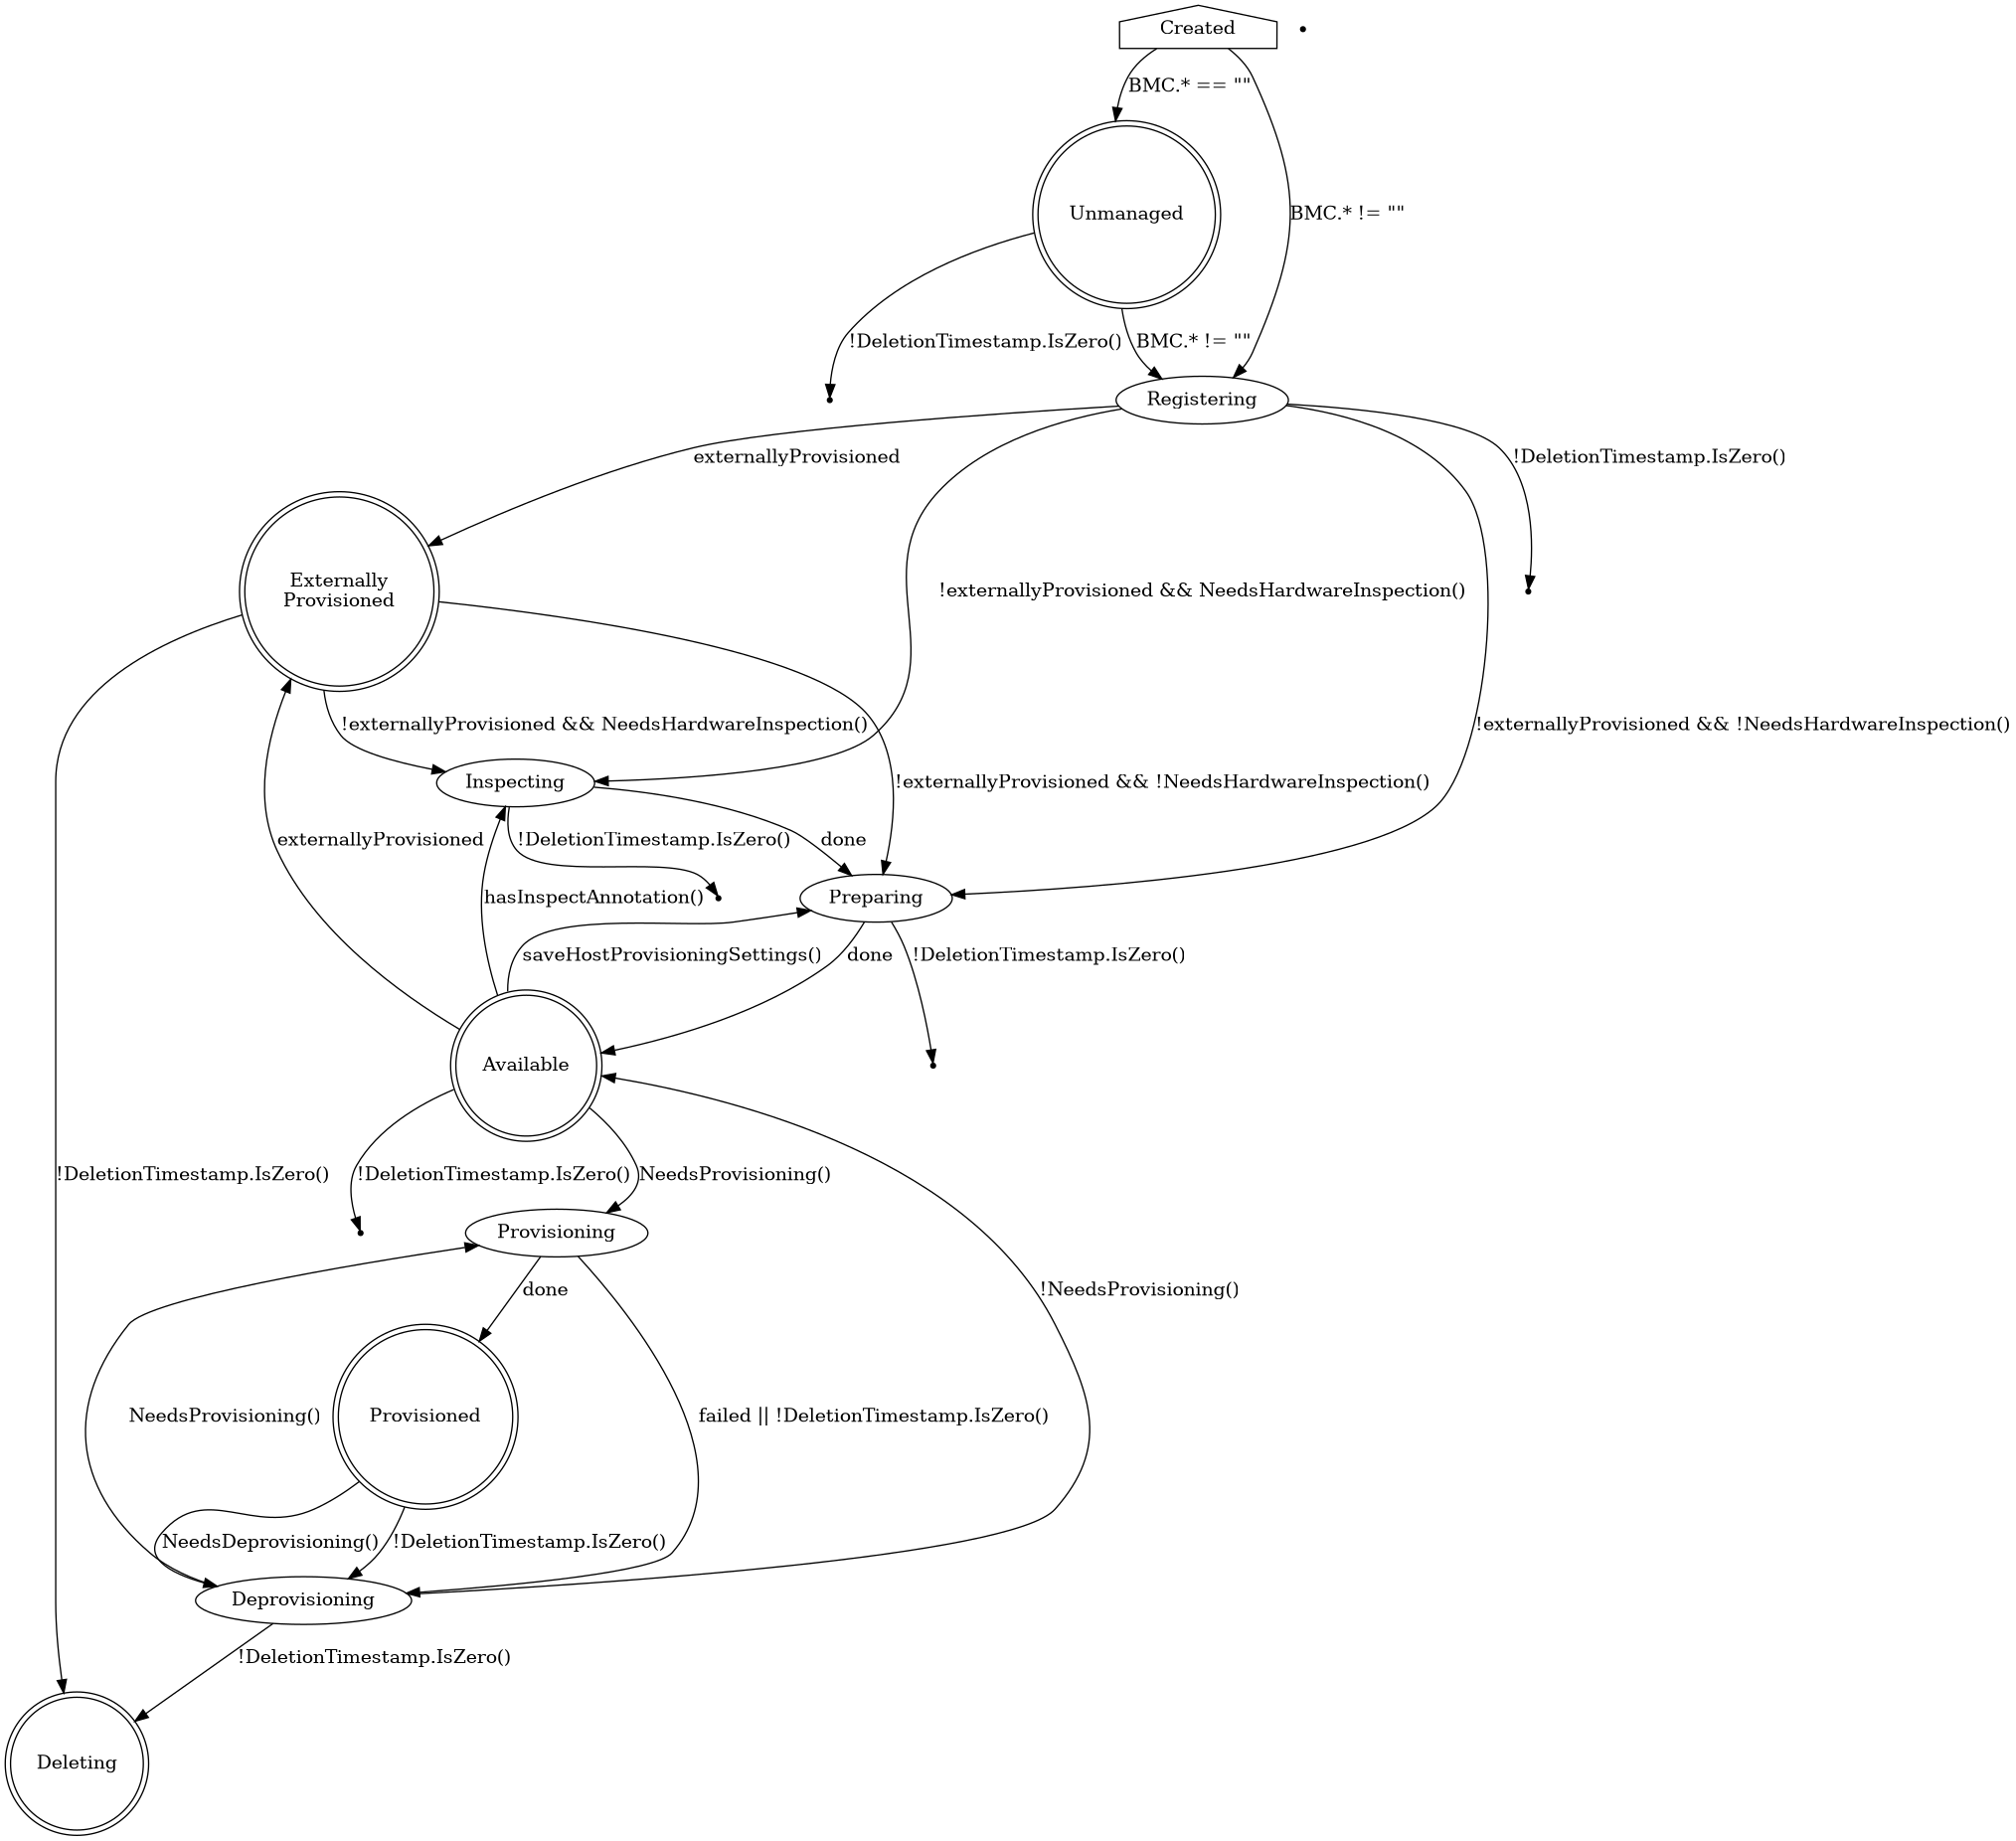 Created
BMC.* == ""
Unmanaged
BMC.* != ""
!DeletionTimestamp.IsZero()
BMC.* != ""
Registering
externallyProvisioned
!DeletionTimestamp.IsZero()
Externally
Provisioned
!externallyProvisioned && NeedsHardwareInspection()
!externallyProvisioned && NeedsHardwareInspection()
!externallyProvisioned && !NeedsHardwareInspection()
Inspecting
!externallyProvisioned && !NeedsHardwareInspection()
externallyProvisioned
!DeletionTimestamp.IsZero()
done
hasInspectAnnotation()
Preparing
saveHostProvisioningSettings()
done
!DeletionTimestamp.IsZero()
Available
!DeletionTimestamp.IsZero()
!DeletionTimestamp.IsZero()
NeedsProvisioning()
Provisioning
done
!NeedsProvisioning()
NeedsProvisioning()
Provisioned
failed || !DeletionTimestamp.IsZero()
NeedsDeprovisioning()
!DeletionTimestamp.IsZero()
Deprovisioning
!DeletionTimestamp.IsZero()
Deleting